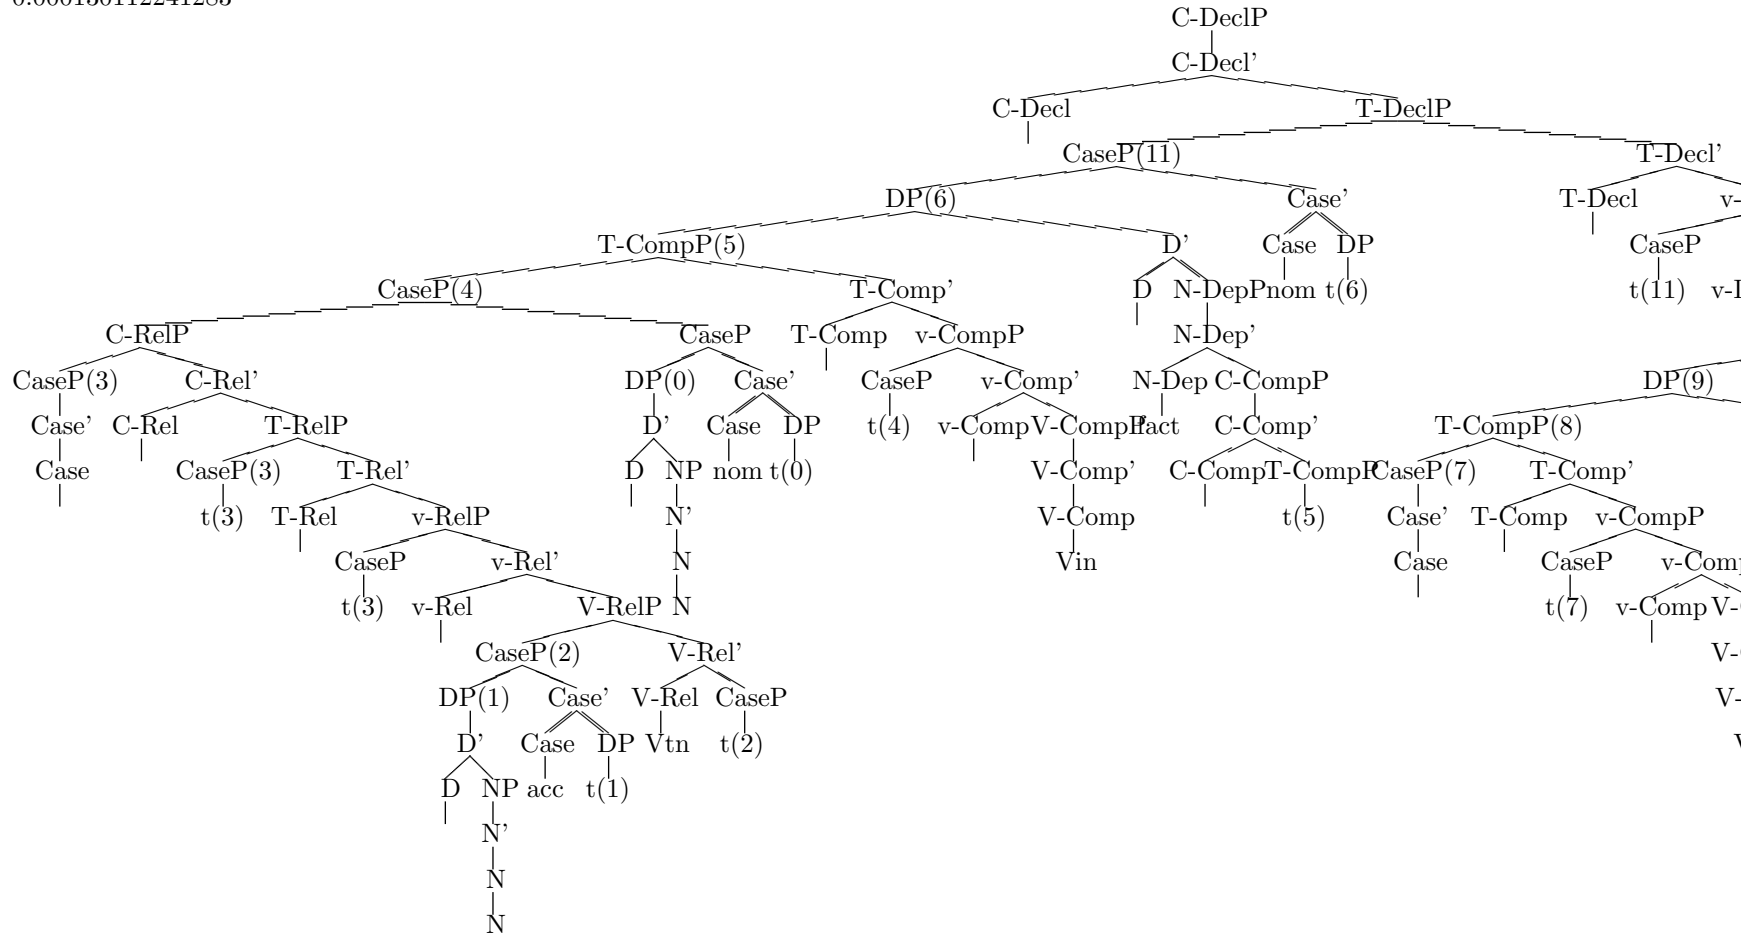 C-DeclP
C-Decl'
C-Decl T-DeclP
CaseP(11) T-Decl'
DP(6) Case' T-Decl
T-CompP(5) D' Case DP CaseP
CaseP(4) T-Comp' D N-DepP nom t(6) t(11)
C-RelP CaseP T-Comp v-CompP N-Dep'
CaseP(3) C-Rel' DP(0) Case' CaseP v-Comp' N-Dep C-CompP DP(9)
Case' C-Rel T-RelP D' Case DP t(4) v-Comp V-CompP fact C-Comp' T-CompP(8)
Case CaseP(3) T-Rel' D NP nom t(0) V-Comp' C-Comp T-CompP CaseP(7) T-Comp'
t(3) T-Rel v-RelP N' V-Comp t(5) Case' T-Comp v-CompP
CaseP v-Rel' N Vin Case CaseP
t(3) v-Rel V-RelP N t(7) v-Comp
CaseP(2) V-Rel'
DP(1) Case' V-Rel CaseP
D' Case DP Vtn t(2)
D NP acc t(1)
N'
N
N